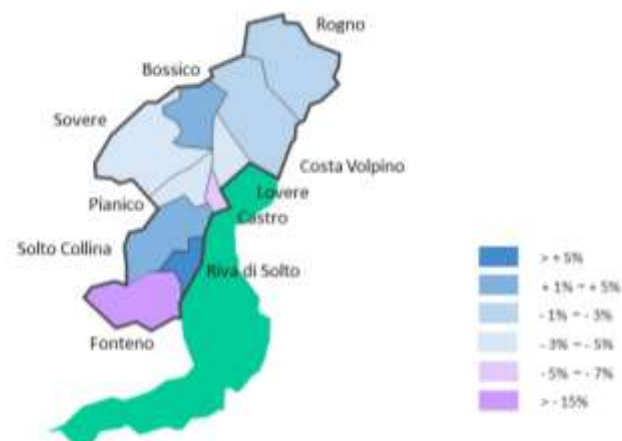 Rogno
Bossico
Sovere
Costa Volpino
Lovere
Pianico
Castro
Solto Collina
Riva di Solto
Fonteno
> + 5%
+ 1% ÷ + 5%
- 1% ÷ - 3%
- 3% ÷ - 5%
- 5% ÷ - 7%
> - 15%